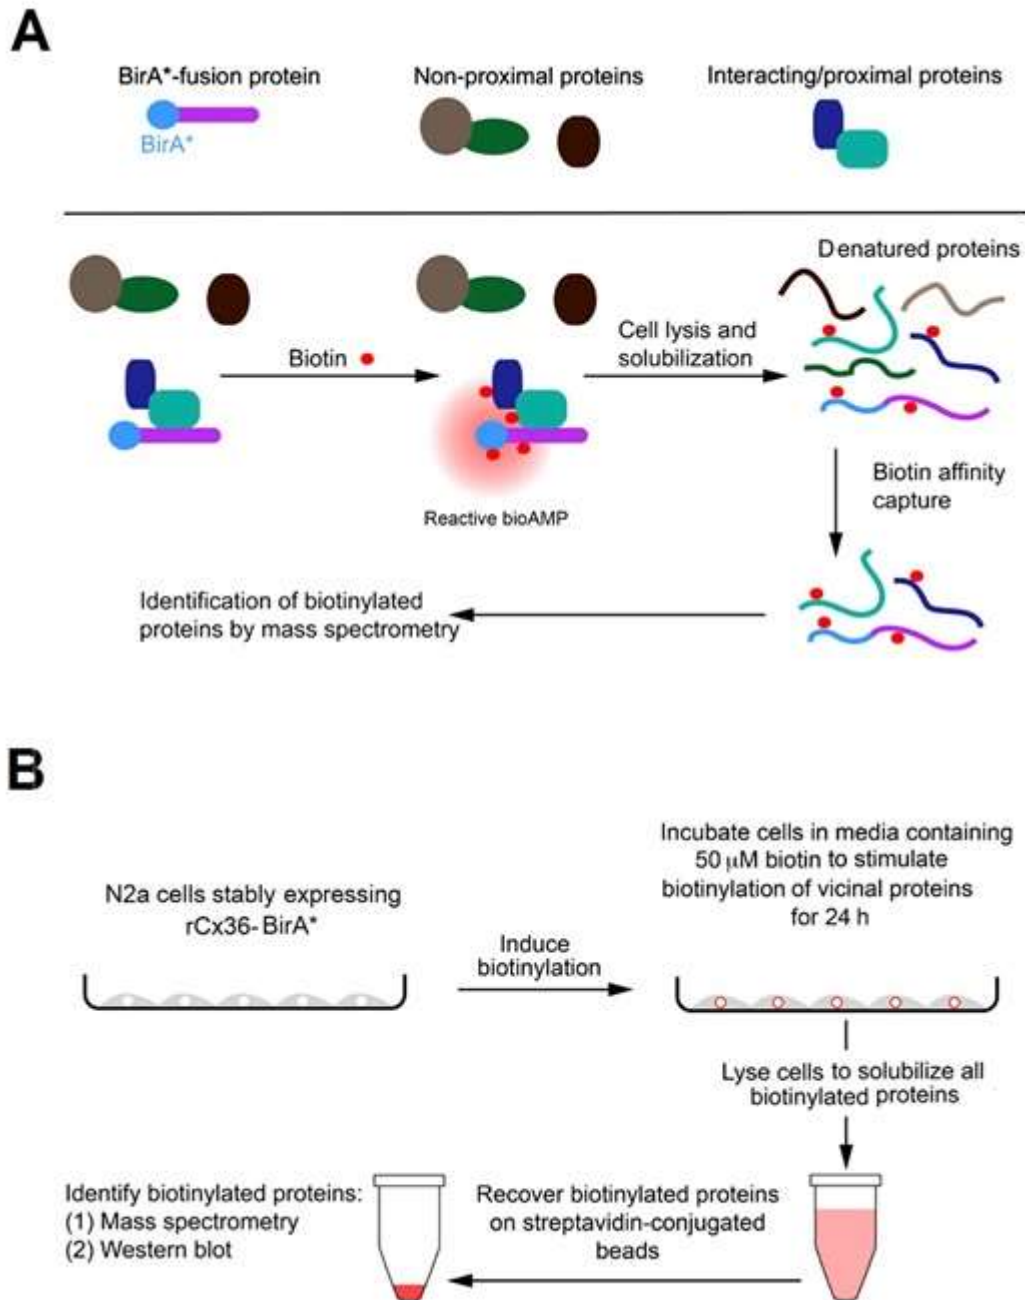 A
BirA*-fusion protein
BirA*
Non-proximal proteins
Interacting/proximal proteins
Biotin
Reactive bioAMP
Cell lysis and
solubilization
Denatured proteins
Biotin affinity
capture
Identification of biotinylated
proteins by mass spectrometry
B
N2a cells stably expressing
rCx36-BirA*
Induce
biotinylation
Incubate cells in media containing
50 μM biotin to stimulate
biotinylation of vicinal proteins
for 24 h
Lyse cells to solubilize all
biotinylated proteins
Recover biotinylated proteins
on streptavidin-conjugated
beads
Identify biotinylated proteins:
(1) Mass spectrometry
(2) Western blot